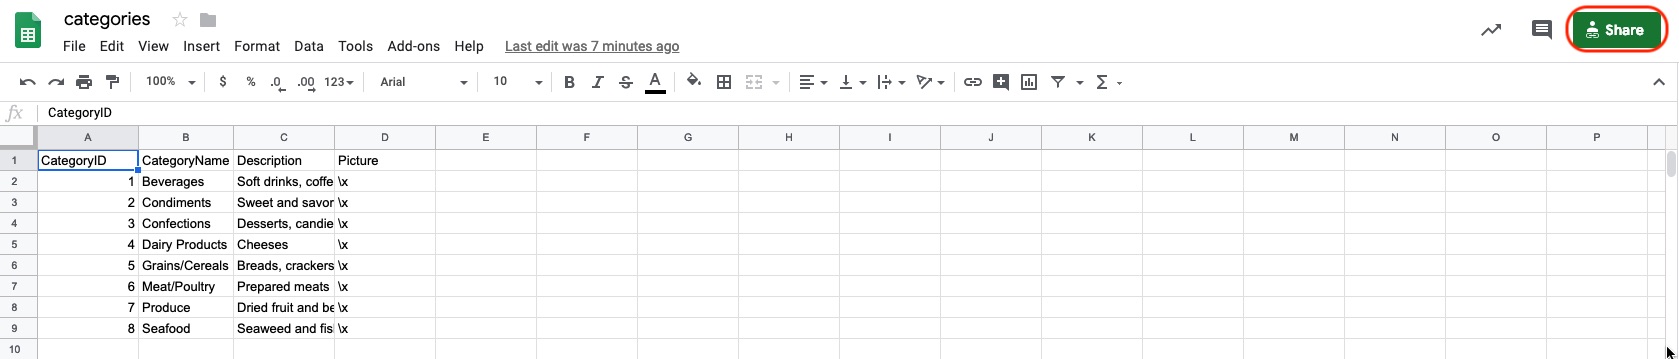 categories
Share
File Edit View Insert Format Data Tools Add-ons Help Last edit was 7 minutes ago
100% $ % .0 .00 123 Arial 10 B I S A Σ
fx CategoryID
A B C D E F G H I J K L M N O P
1 CategoryID CategoryName Description Picture
2 1 Beverages Soft drinks, coffe \x
3 2 Condiments Sweet and savor \x
4 3 Confections Desserts, candie \x
5 4 Dairy Products Cheeses \x
6 5 Grains/Cereals Breads, crackers \x
7 6 Meat/Poultry Prepared meats \x
8 7 Produce Dried fruit and be \x
9 8 Seafood Seaweed and fis \x
10